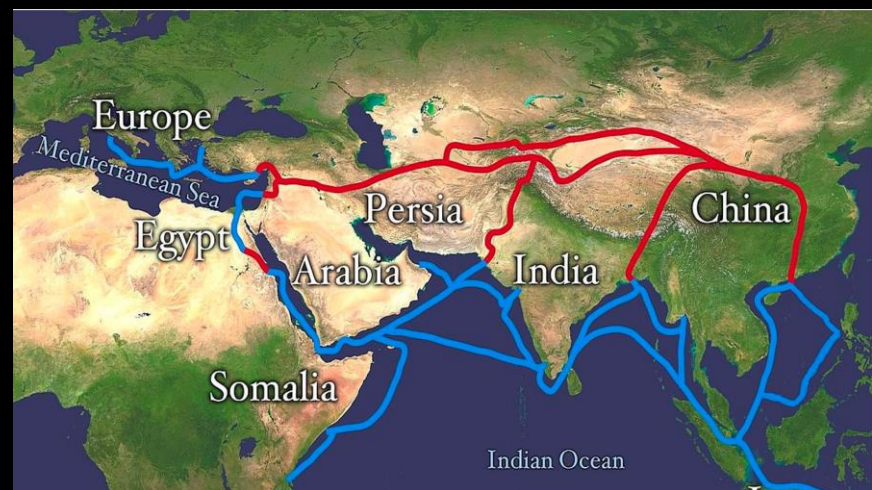 Europe
Mediterranean Sea
Egypt
Persia
China
Arabia
India
Somalia
Indian Ocean